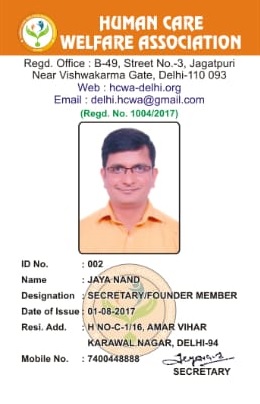 HUMAN CARE
WELFARE ASSOCIATION
Regd. Office : B-49, Street No.-3, Jagatpuri
Near Vishwakarma Gate, Delhi-110 093
Web : hcwa-delhi.org
Email : delhi.hcwa@gmail.com
(Regd. No. 1004/2017)
ID No. : 002
Name : JAYA NAND
Designation : SECRETARY/FOUNDER MEMBER
Date of Issue : 01-08-2017
Resi. Add. : H NO-C-1/16, AMAR VIHAR
KARAWAL NAGAR, DELHI-94
Mobile No. : 7400448888
SECRETARY